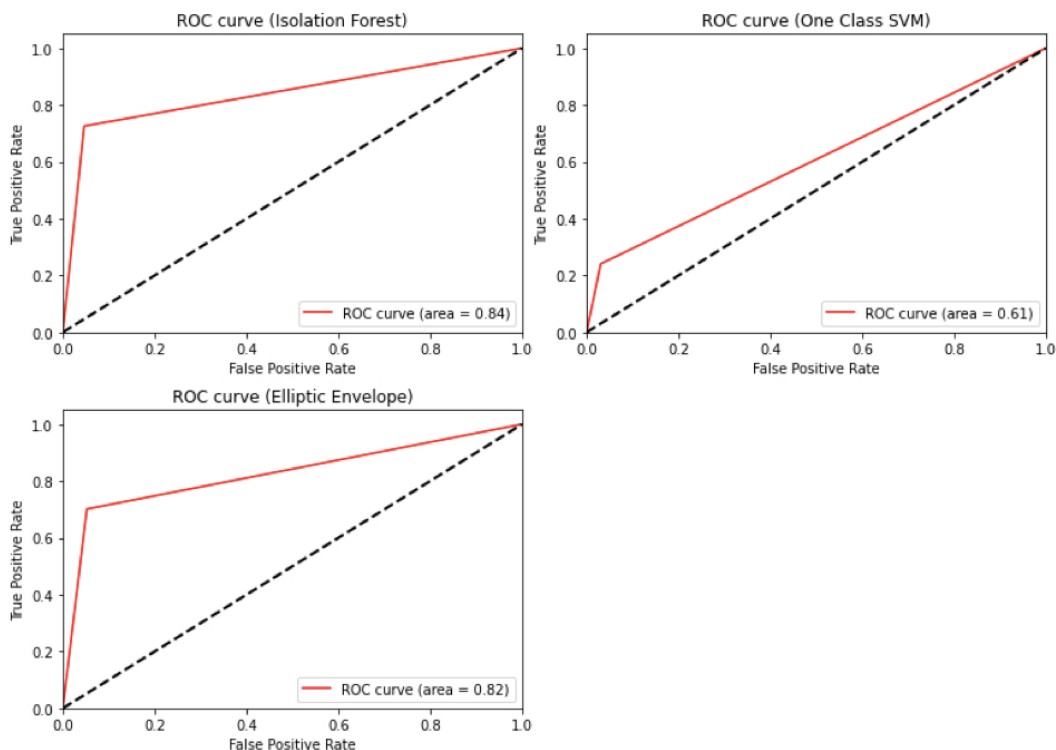 ROC curve (Isolation Forest)
1.0
0.8
0.6
0.4
0.2
0.0
True Positive Rate
ROC curve (area = 0.84)
0.0 0.2 0.4 0.6 0.8 1.0
False Positive Rate
ROC curve (One Class SVM)
1.0
0.8
0.6
0.4
0.2
0.0
True Positive Rate
ROC curve (area = 0.61)
0.0 0.2 0.4 0.6 0.8 1.0
False Positive Rate
ROC curve (Elliptic Envelope)
1.0
0.8
0.6
0.4
0.2
0.0
True Positive Rate
ROC curve (area = 0.82)
0.0 0.2 0.4 0.6 0.8 1.0
False Positive Rate